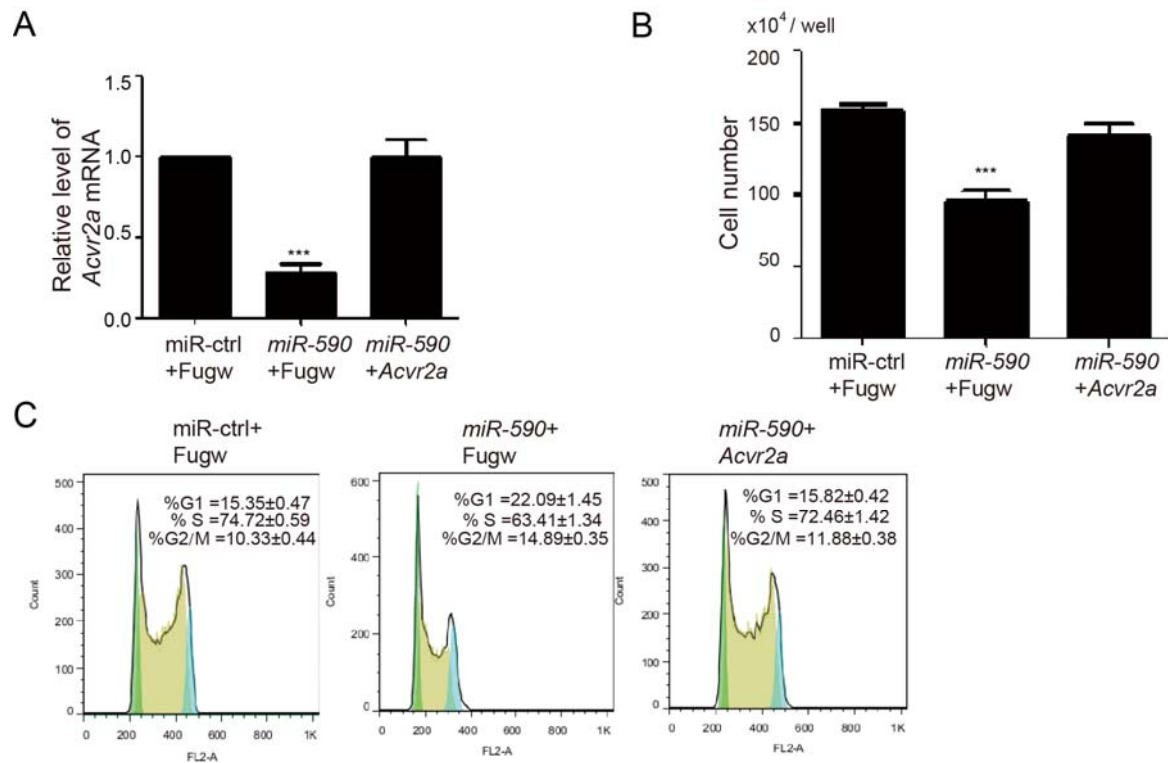 A
Relative level of
Acvr2a mRNA
1.5
1.0
0.5
0.0
***
miR-ctrl
+Fugw
miR-590
+Fugw
miR-590
+Acvr2a
B
x10⁴ / well
Cell number
200
150
100
50
0
***
miR-ctrl
+Fugw
miR-590
+Fugw
miR-590
+Acvr2a
C
miR-ctrl+
Fugw
%G1 =15.35±0.47
% S =74.72±0.59
%G2/M =10.33±0.44
Count
500
400
300
200
100
0
0 200 400 600 800 1K
FL2-A
miR-590+
Fugw
%G1 =22.09±1.45
% S =63.41±1.34
%G2/M =14.89±0.35
Count
600
400
200
0
0 200 400 600 800 1K
FL2-A
miR-590+
Acvr2a
%G1 =15.82±0.42
% S =72.46±1.42
%G2/M =11.88±0.38
Count
500
400
300
200
100
0
0 200 400 600 800 1K
FL2-A